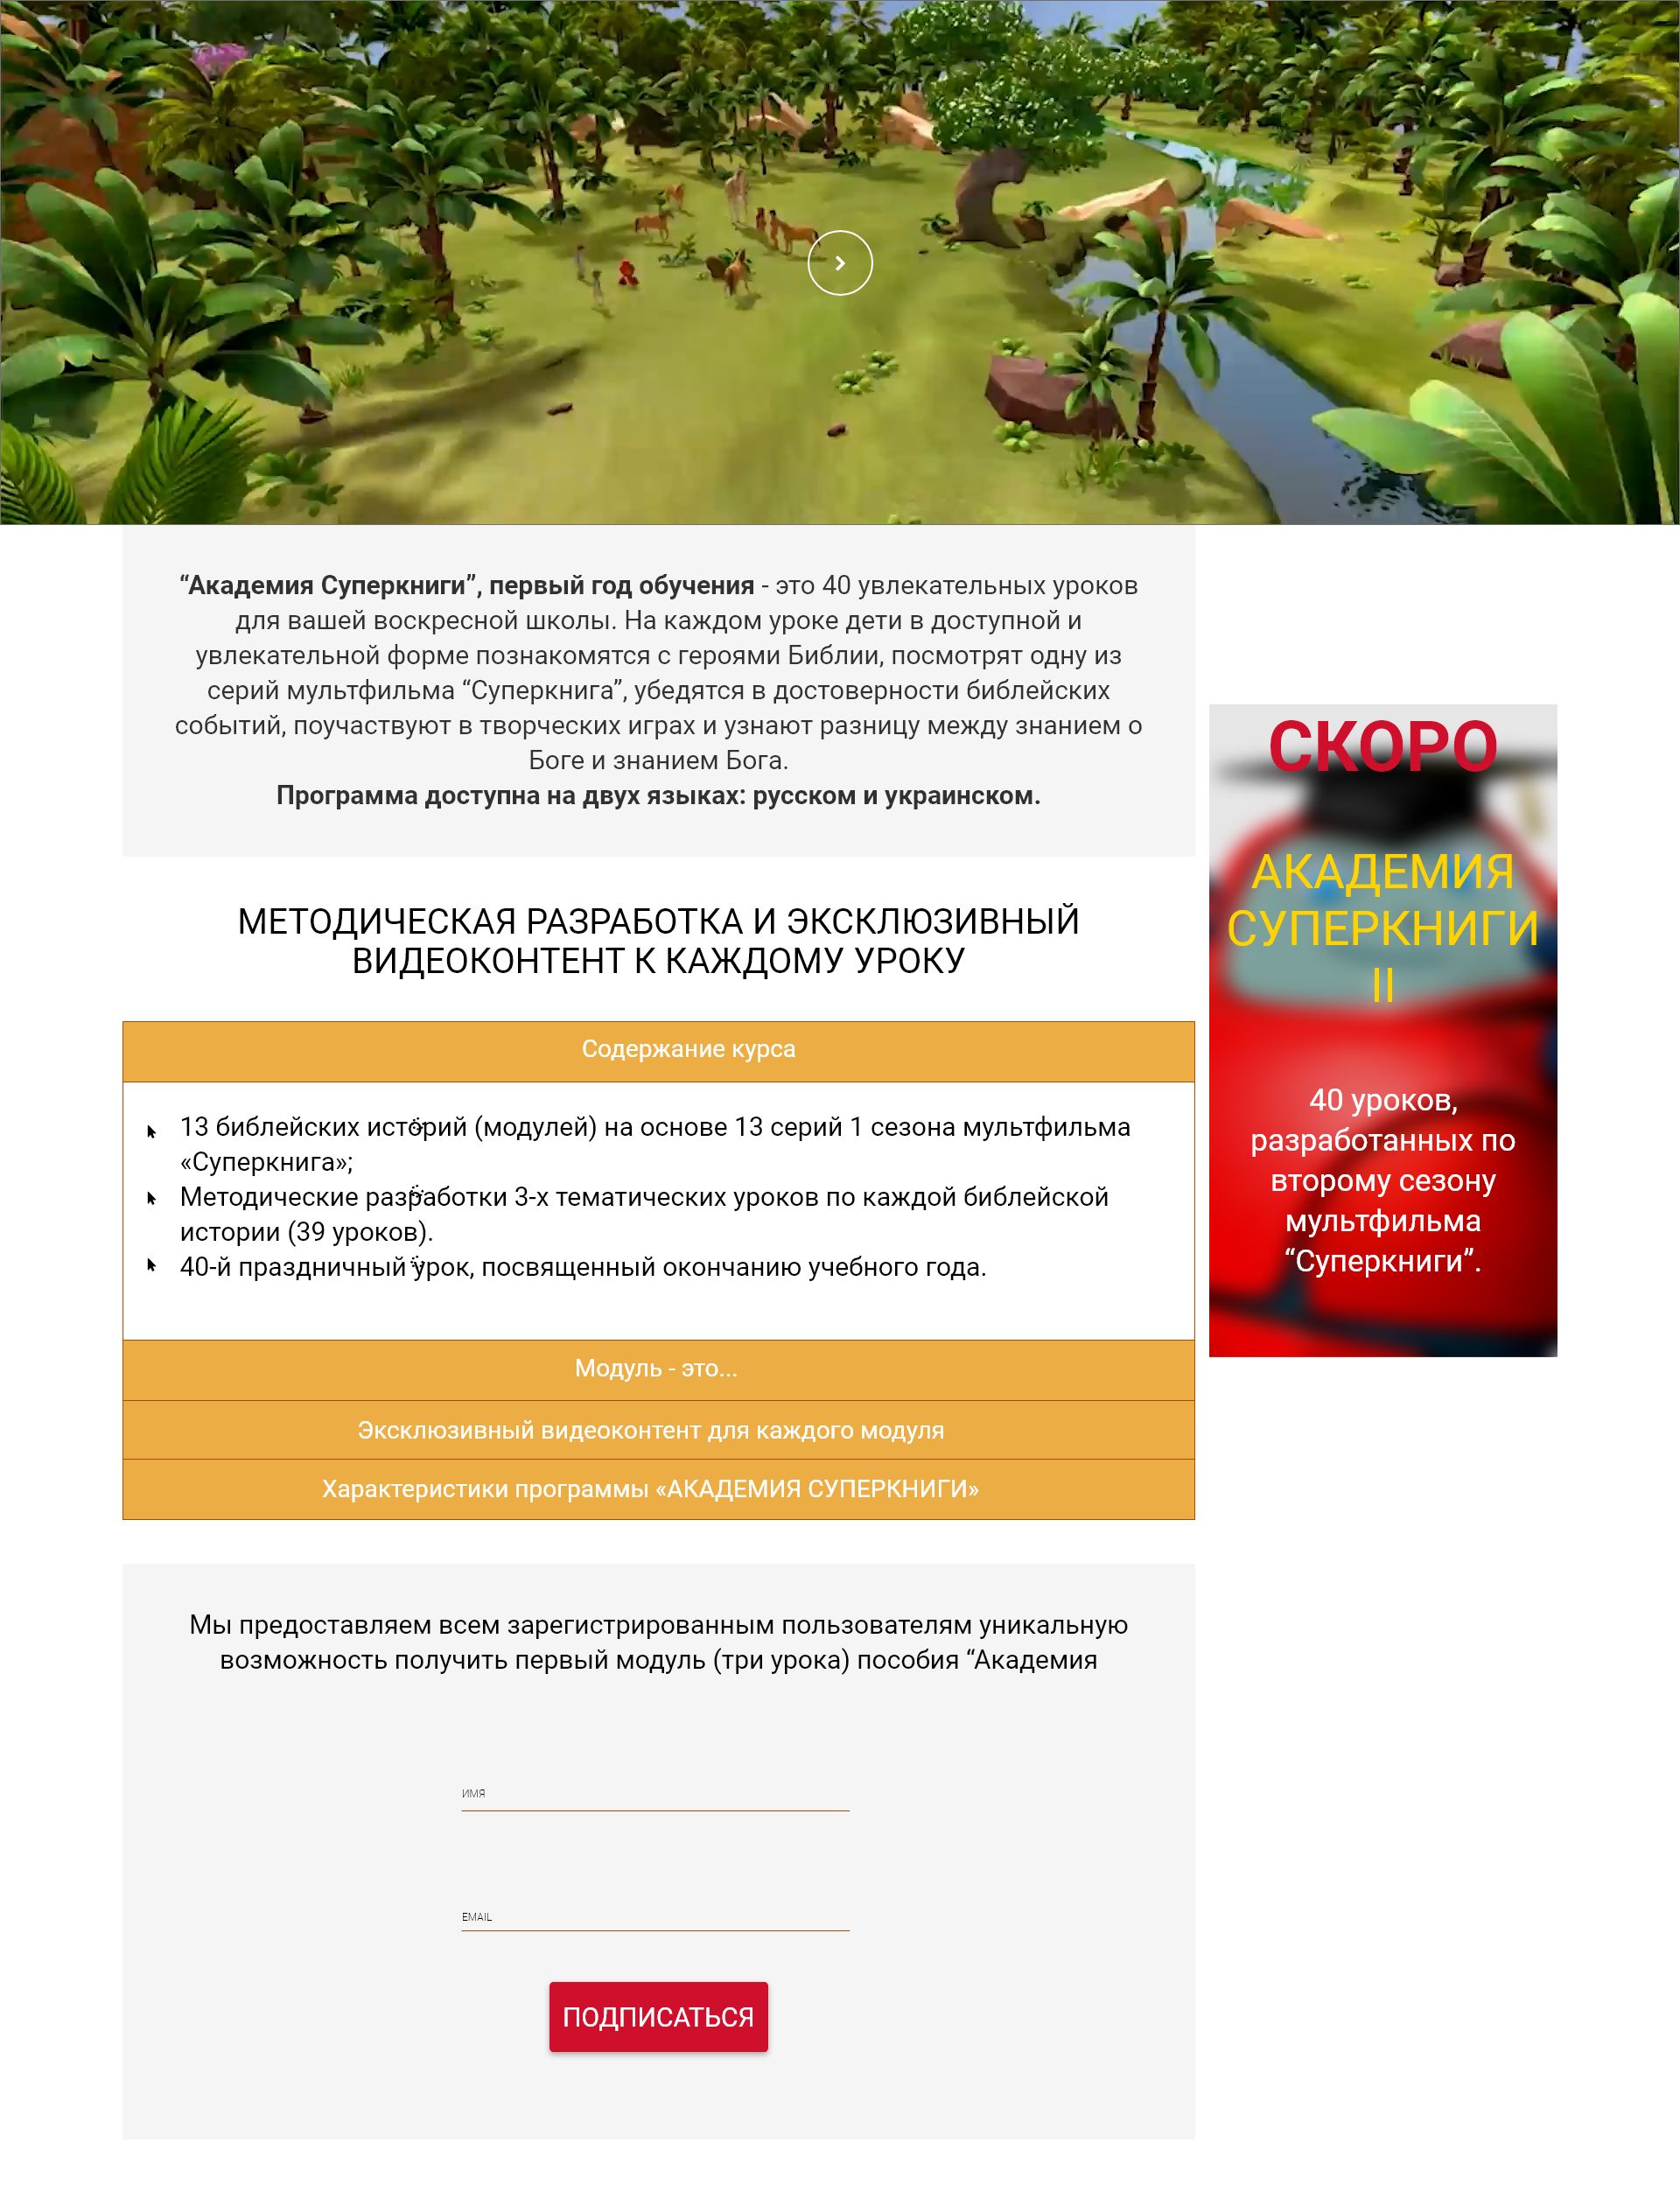 “Академия Суперкниги”, первый год обучения - это 40 увлекательных уроков
для вашей воскресной школы. На каждом уроке дети в доступной и
увлекательной форме познакомятся с героями Библии, посмотрят одну из
серий мультфильма “Суперкнига”, убедятся в достоверности библейских
событий, поучаствуют в творческих играх и узнают разницу между знанием о
Боге и знанием Бога.
Программа доступна на двух языках: русском и украинском.
МЕТОДИЧЕСКАЯ РАЗРАБОТКА И ЭКСКЛЮЗИВНЫЙ
ВИДЕОКОНТЕНТ К КАЖДОМУ УРОКУ
Содержание курса
13 библейских историй (модулей) на основе 13 серий 1 сезона мультфильма
«Суперкнига»;
Методические разработки 3-х тематических уроков по каждой библейской
истории (39 уроков).
40-й праздничный урок, посвященный окончанию учебного года.
Модуль - это...
Эксклюзивный видеоконтент для каждого модуля
Характеристики программы «АКАДЕМИЯ СУПЕРКНИГИ»
СКОРО
АКАДЕМИЯ
СУПЕРКНИГИ
II
40 уроков,
разработанных по
второму сезону
мультфильма
“Суперкниги”.
Мы предоставляем всем зарегистрированным пользователям уникальную
возможность получить первый модуль (три урока) пособия “Академия
ИМЯ
EMAIL
ПОДПИСАТЬСЯ